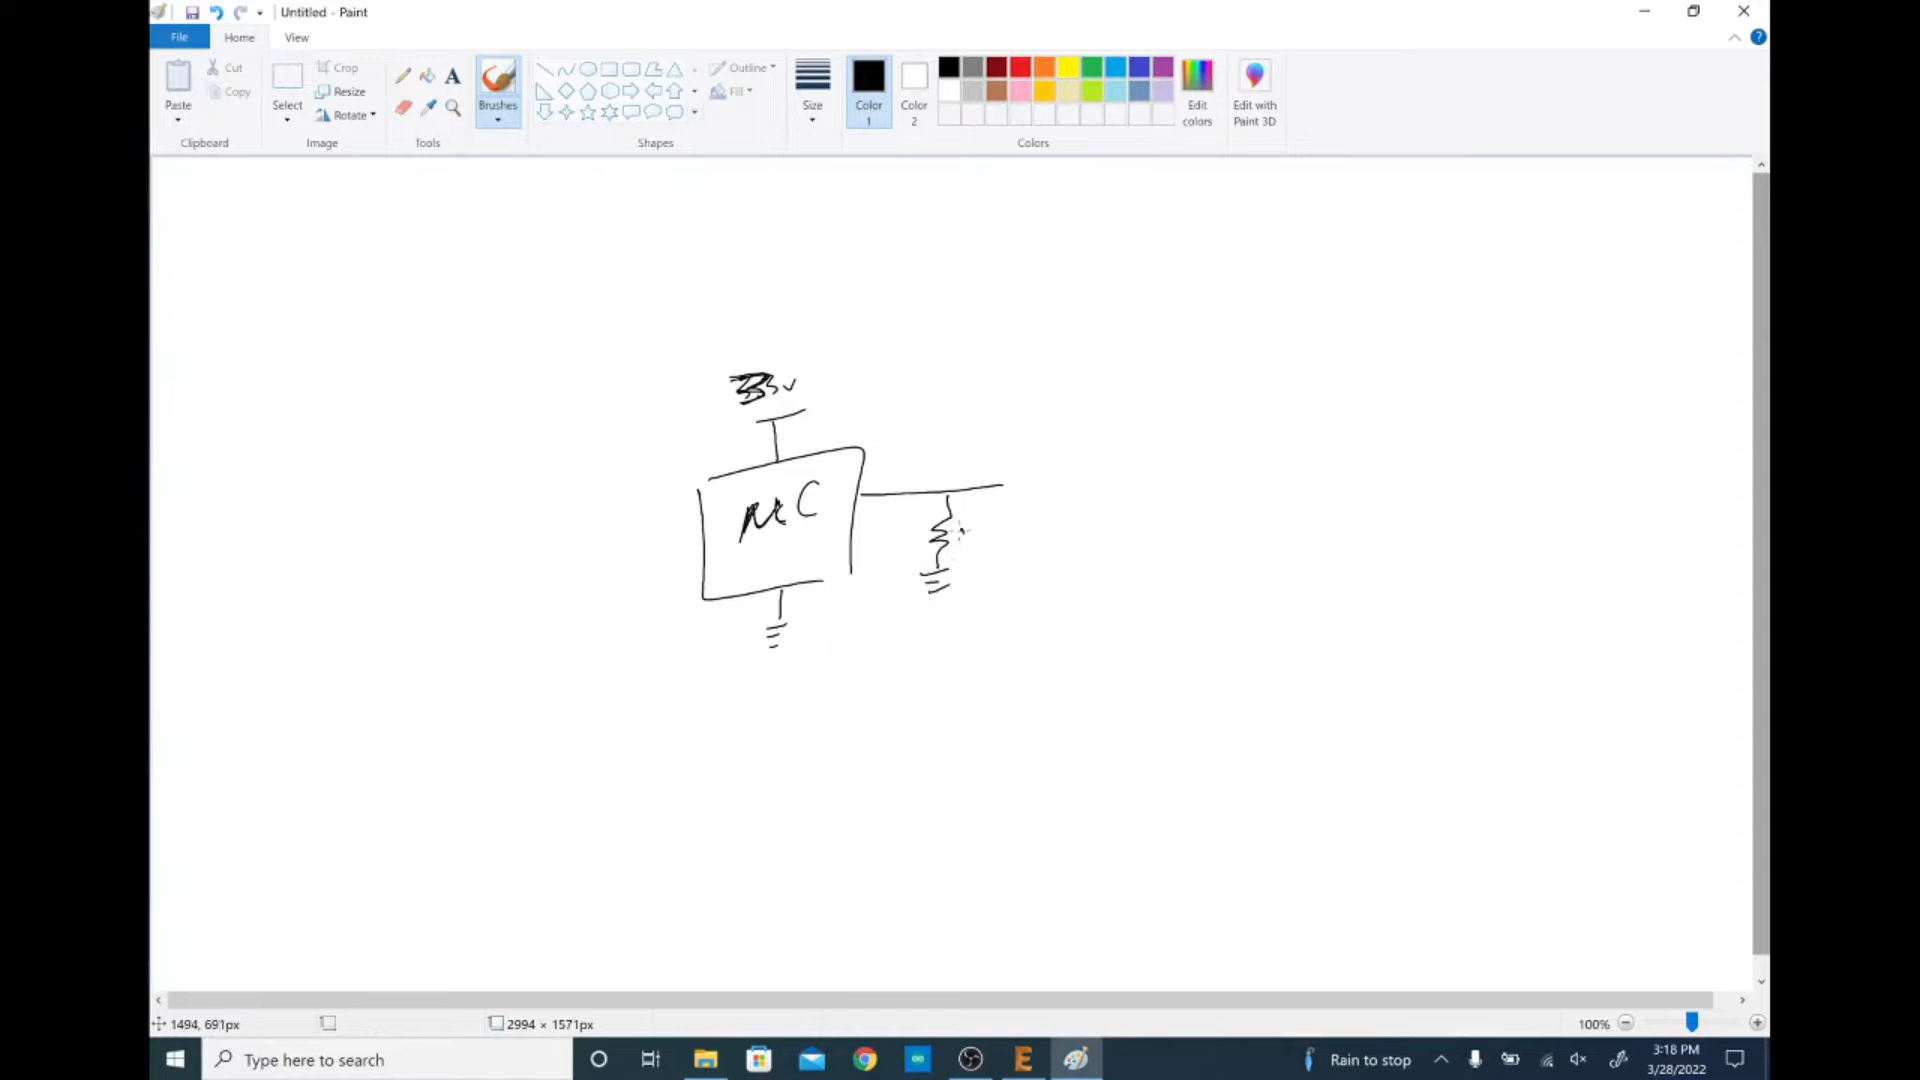 Untitled - Paint
File Home View
Paste
Cut
Copy
Clipboard
Select
Crop
Resize
Rotate
Image
A
Tools
Brushes
Outline
Fill
Shapes
Size
Color 1
Color 2
Edit colors
Edit with Paint 3D
Colors
3v
μC
1494, 691px
2994 × 1571px
100%
Type here to search
Rain to stop
3:18 PM
3/28/2022